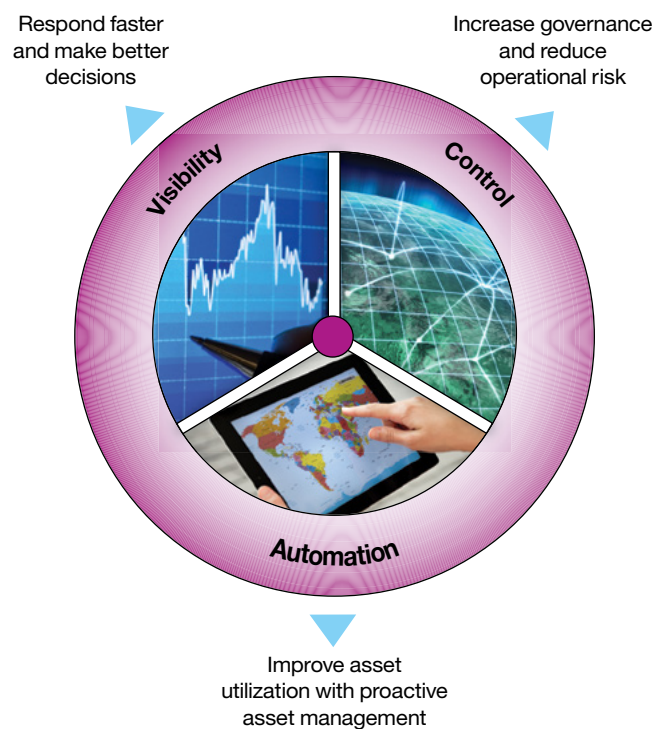 Respond faster
and make better
decisions
Increase governance
and reduce
operational risk
Visibility
Control
Automation
Improve asset
utilization with proactive
asset management